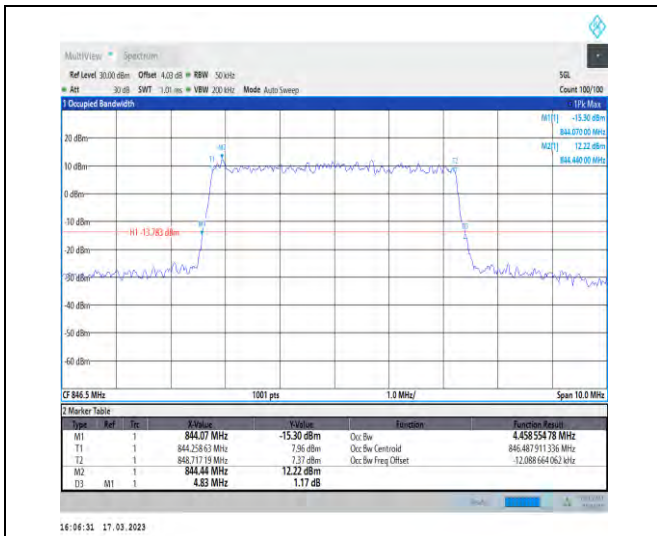 MultiView Spectrum
Ref Level 30.00 dBm Offset 4.03 dB RBW 50 kHz SGL
Att 30 dB SWT 1.01 ms VBW 200 kHz Mode Auto Sweep Count 100/100
1 Occupied Bandwidth 1Pk Max
M1[1] -15.30 dBm
844.070 00 MHz
M2[1] 12.22 dBm
844.440 00 MHz
20 dBm
10 dBm
0 dBm
-10 dBm
H1 -13.783 dBm
-30 dBm
-40 dBm
-50 dBm
-60 dBm
T1
M2
T2
M1
D3
CF 846.5 MHz 1001 pts 1.0 MHz/ Span 10.0 MHz
2 Marker Table
Type Ref Trc X-Value Y-Value Function Function Result
M1 1 844.07 MHz -15.30 dBm Occ Bw 4.458 554 78 MHz
T1 1 844.258 63 MHz 7.96 dBm Occ Bw Centroid 846.487 911 336 MHz
T2 1 848.717 19 MHz 7.37 dBm Occ Bw Freq Offset -12.088 664 062 kHz
M2 1 844.44 MHz 12.22 dBm
D3 M1 1 4.83 MHz 1.17 dB
16:06:31 17.03.2023